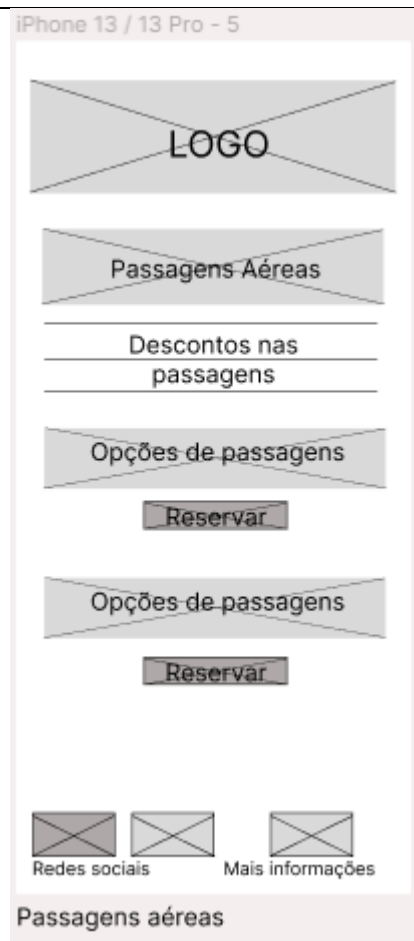 iPhone 13 / 13 Pro - 5
LOGO
Passagens Aéreas
Descontos nas
passagens
Opções de passagens
Reservar
Opções de passagens
Reservar
Redes sociais
Mais informações
Passagens aéreas